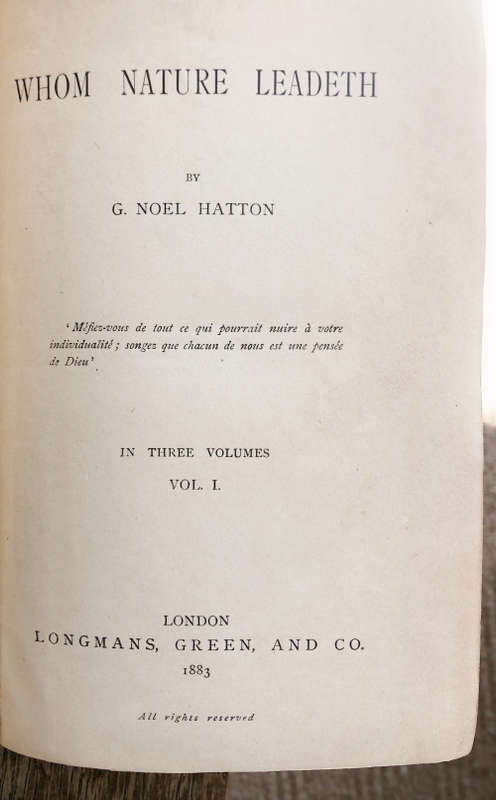 WHOM NATURE LEADETH
BY
G. NOEL HATTON
'Méfiez-vous de tout ce qui pourrait nuire à votre
individualité; songez que chacun de nous est une pensée
de Dieu'
IN THREE VOLUMES
VOL. I.
LONDON
LONGMANS, GREEN, AND CO.
1883
All rights reserved